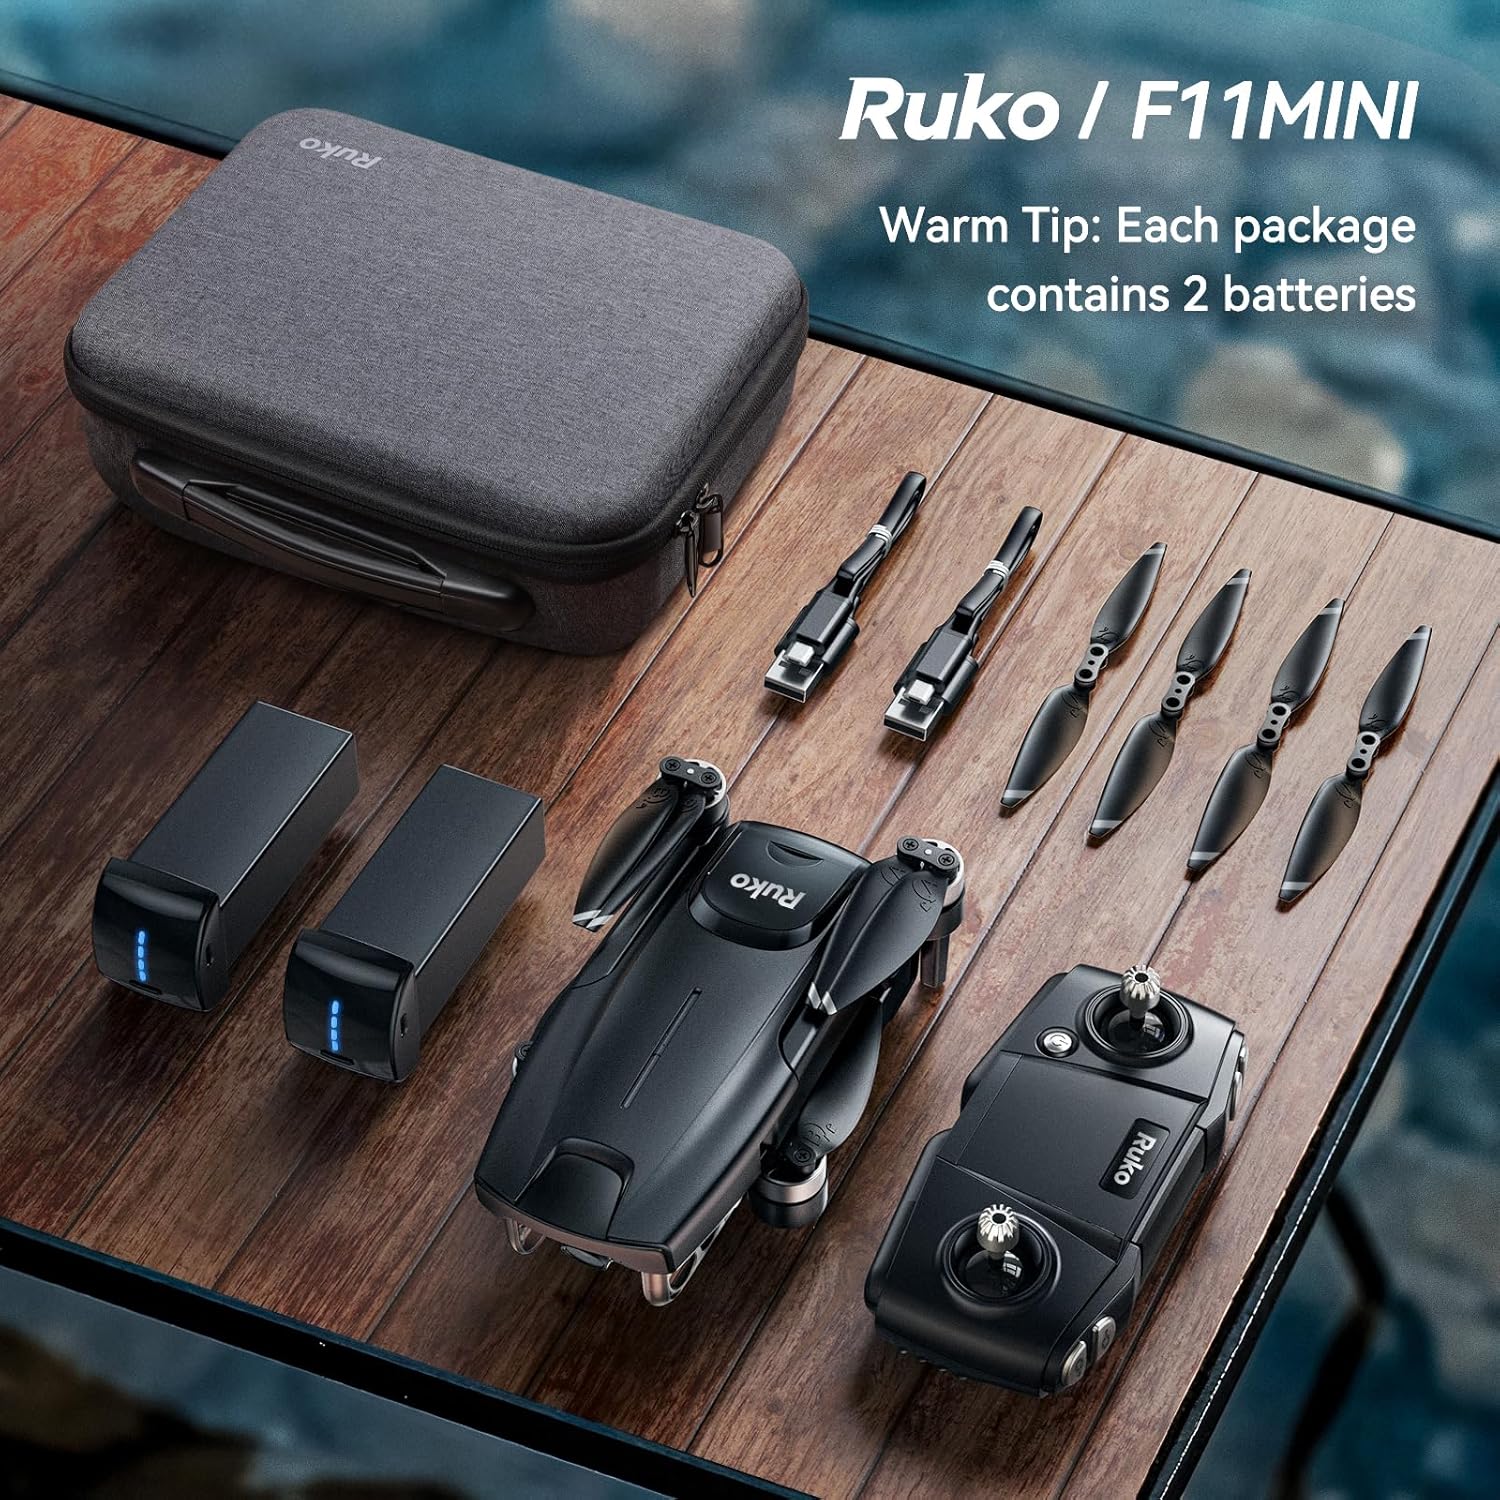 Ruko / F11MINI
Warm Tip: Each package
contains 2 batteries
Ruko
Ruko
Ruko